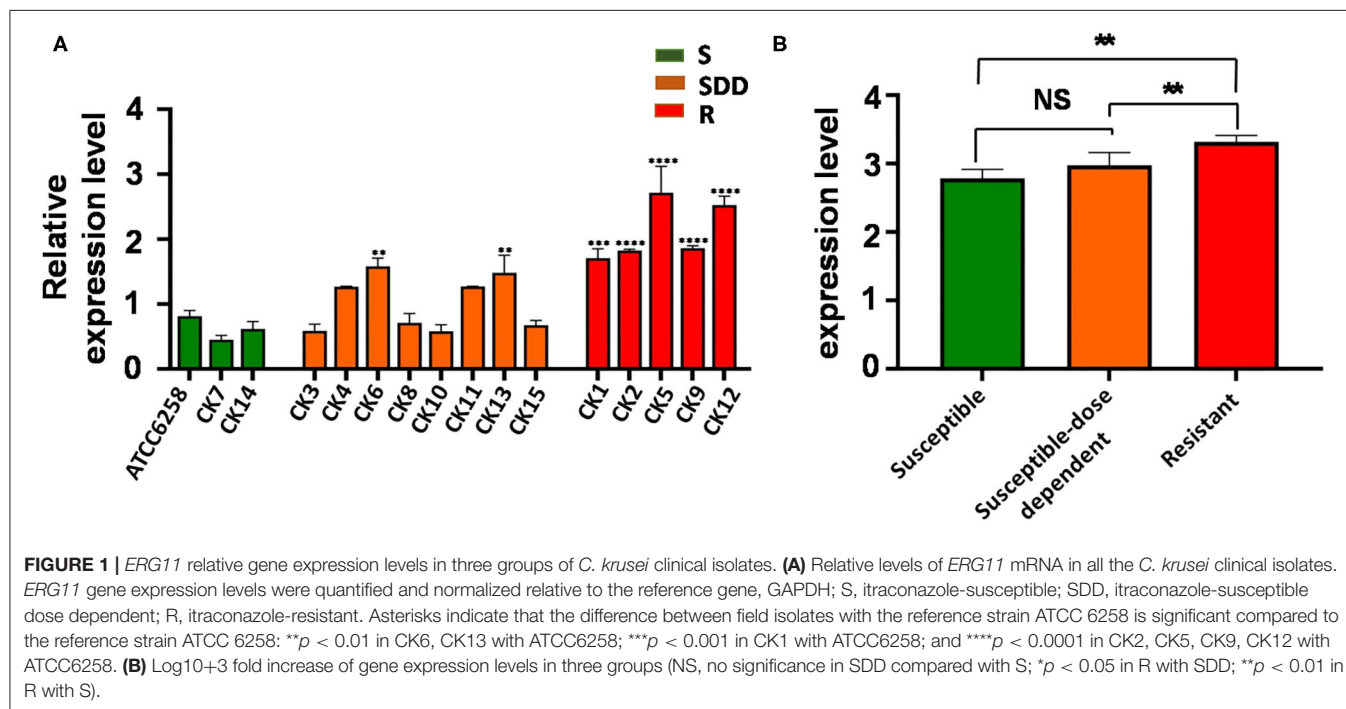 A
S
SDD
R
Relative
expression level
4
3
2
1
0
**
**
***
****
****
****
****
ATCC6258
CK7
CK14
CK3
CK4
CK6
CK8
CK10
CK11
CK13
CK15
CK1
CK2
CK5
CK9
CK12
B
**
NS
**
expression level
4
3
2
1
0
Susceptible
Susceptible-dose
dependent
Resistant
FIGURE 1 | ERG11 relative gene expression levels in three groups of C. krusei clinical isolates. (A) Relative levels of ERG11 mRNA in all the C. krusei clinical isolates.
ERG11 gene expression levels were quantified and normalized relative to the reference gene, GAPDH; S, itraconazole-susceptible; SDD, itraconazole-susceptible
dose dependent; R, itraconazole-resistant. Asterisks indicate that the difference between field isolates with the reference strain ATCC 6258 is significant compared to
the reference strain ATCC 6258: **p < 0.01 in CK6, CK13 with ATCC6258; ***p < 0.001 in CK1 with ATCC6258; and ****p < 0.0001 in CK2, CK5, CK9, CK12 with
ATCC6258. (B) Log10+3 fold increase of gene expression levels in three groups (NS, no significance in SDD compared with S; *p < 0.05 in R with SDD; **p < 0.01 in
R with S).